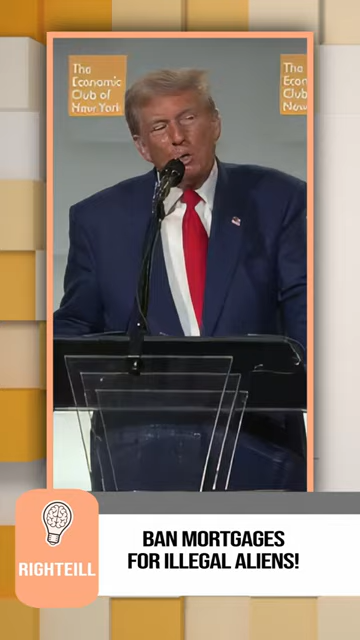 The
Economic
Club of
New York
The
Econ
Club
New
RIGHTEILL
BAN MORTGAGES
FOR ILLEGAL ALIENS!